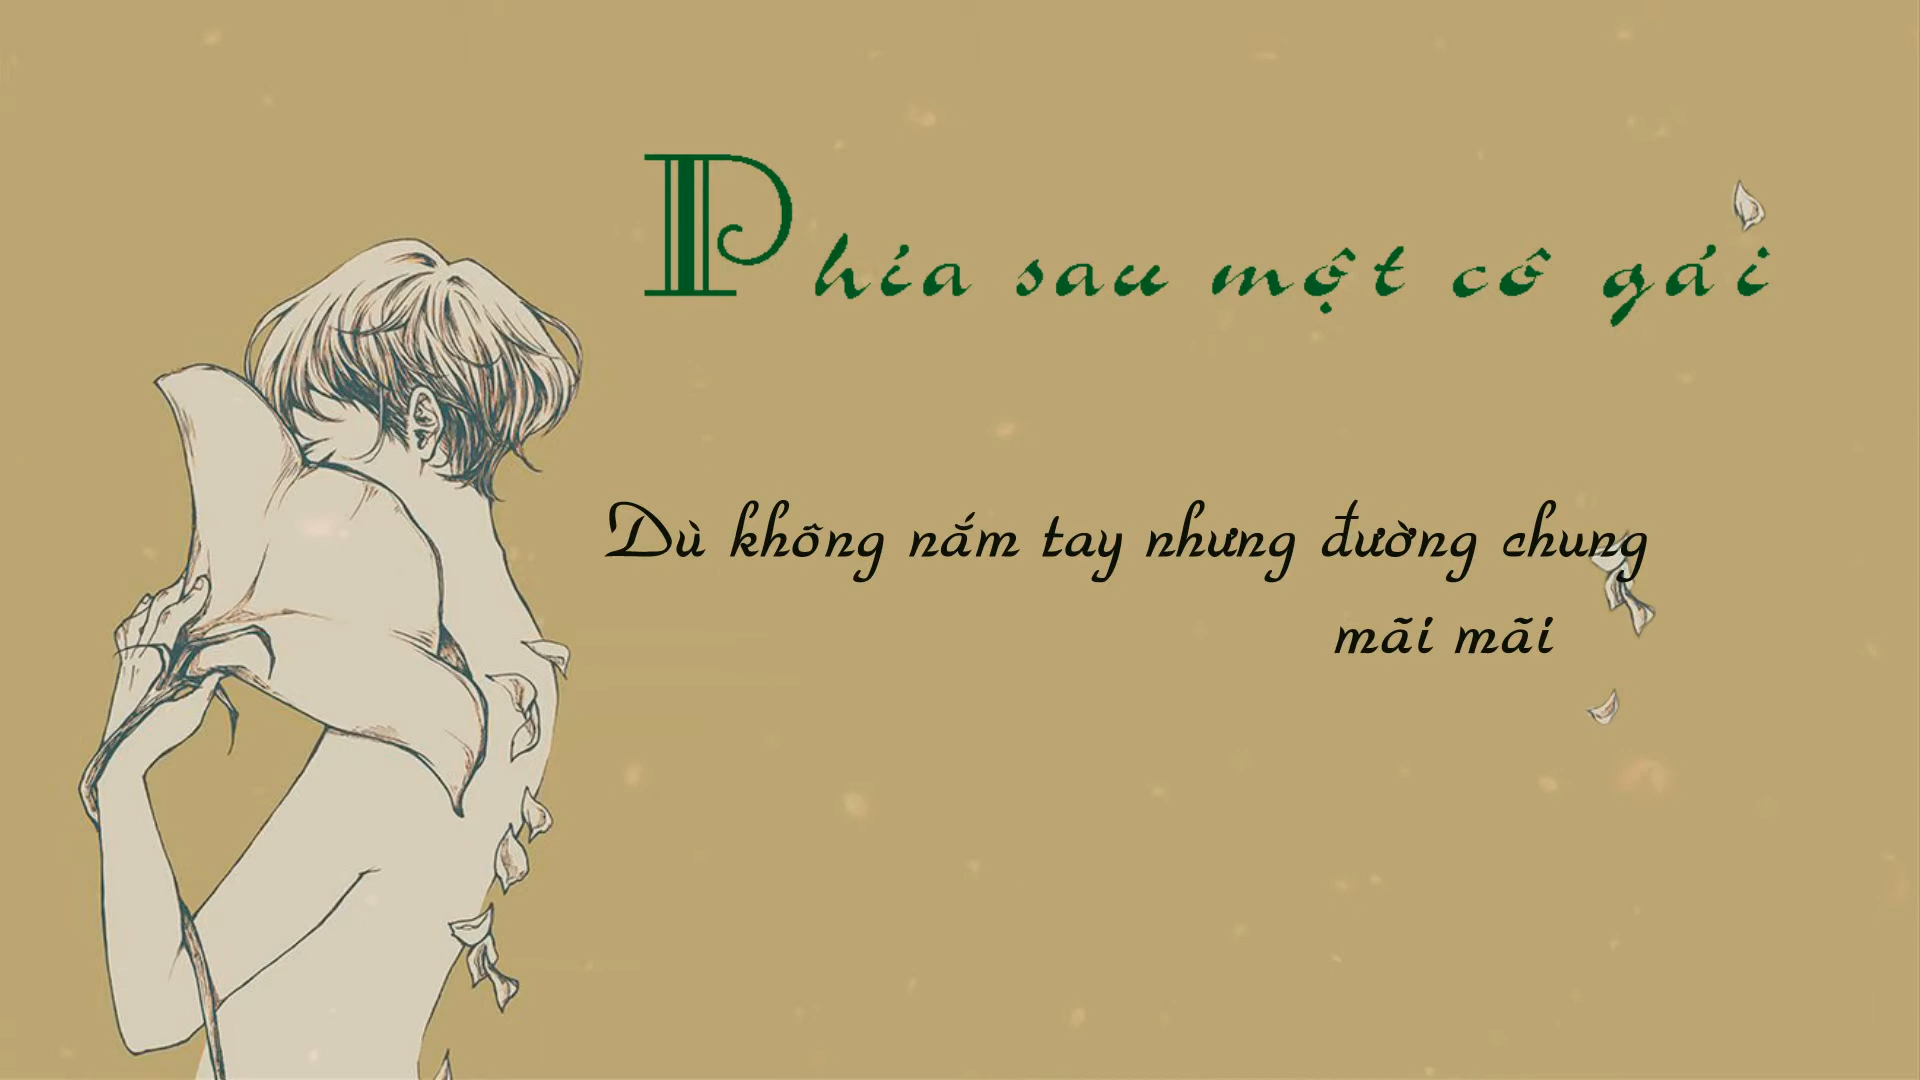 Phía sau một cô gái
Dù không nắm tay nhưng đường chung
mãi mãi